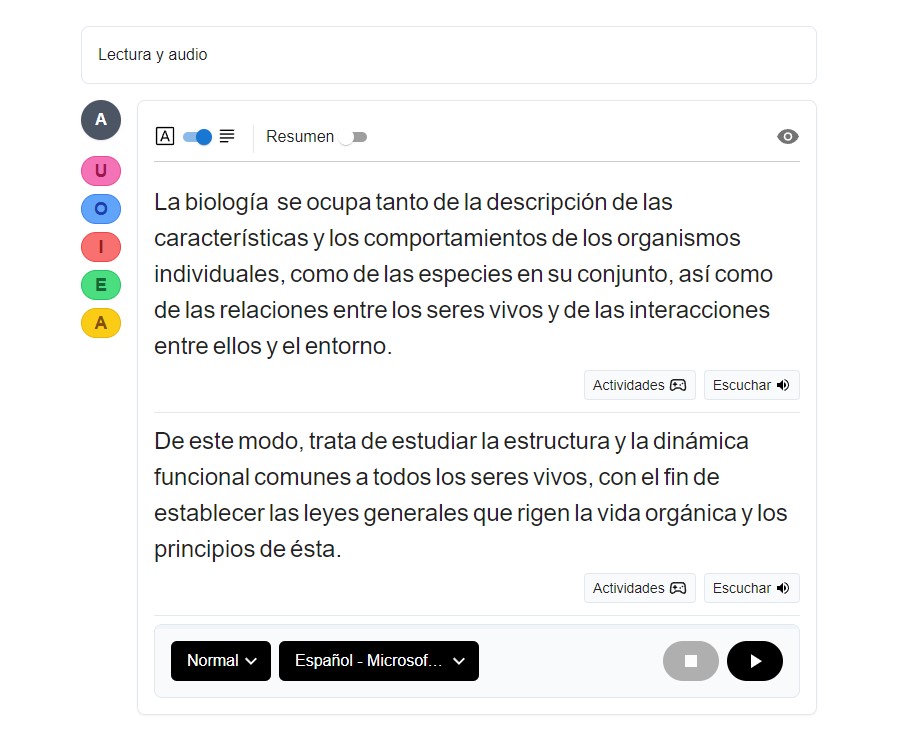 Lectura y audio
A
U
O
I
E
A
A
Resumen
La biología  se ocupa tanto de la descripción de las
características y los comportamientos de los organismos
individuales, como de las especies en su conjunto, así como
de las relaciones entre los seres vivos y de las interacciones
entre ellos y el entorno.
Actividades
Escuchar
De este modo, trata de estudiar la estructura y la dinámica
funcional comunes a todos los seres vivos, con el fin de
establecer las leyes generales que rigen la vida orgánica y los
principios de ésta.
Actividades
Escuchar
Normal
Español - Microsof...